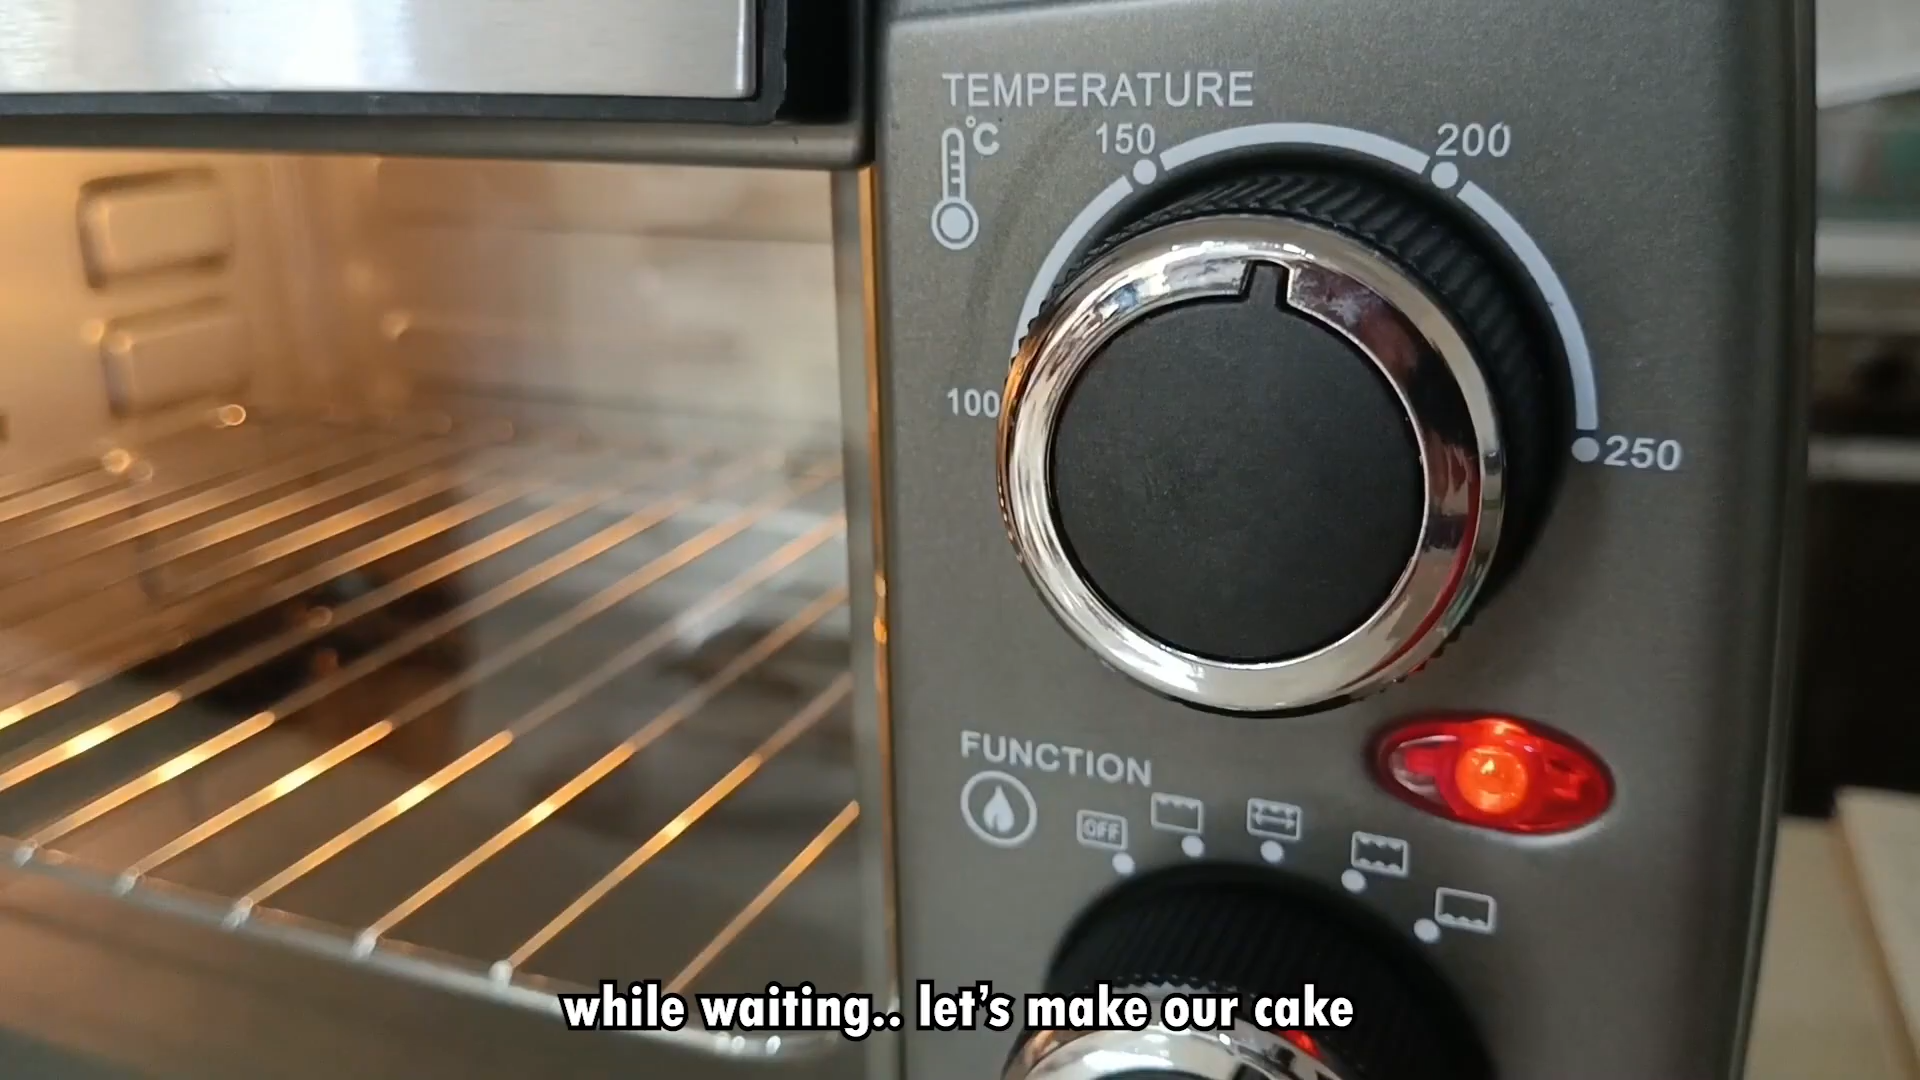 TEMPERATURE
°C
150
200
100
250
FUNCTION
OFF
while waiting.. let's make our cake